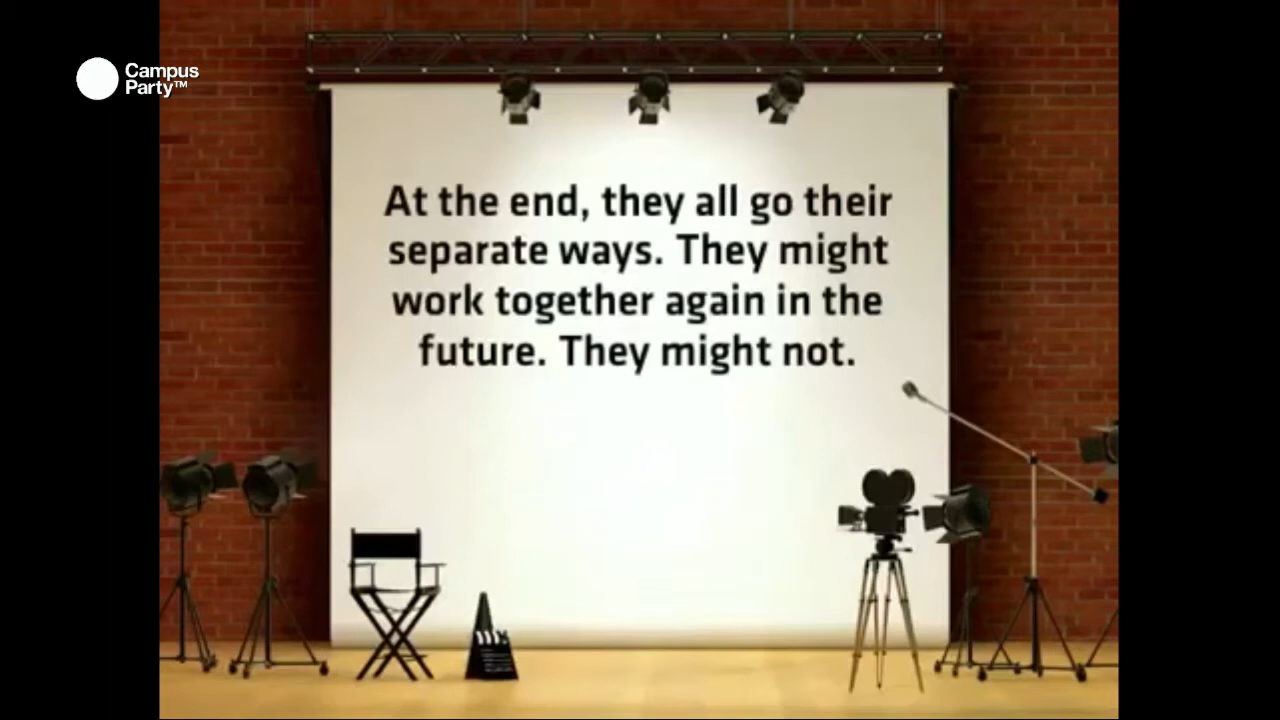 Campus
Party™
At the end, they all go their
separate ways. They might
work together again in the
future. They might not.